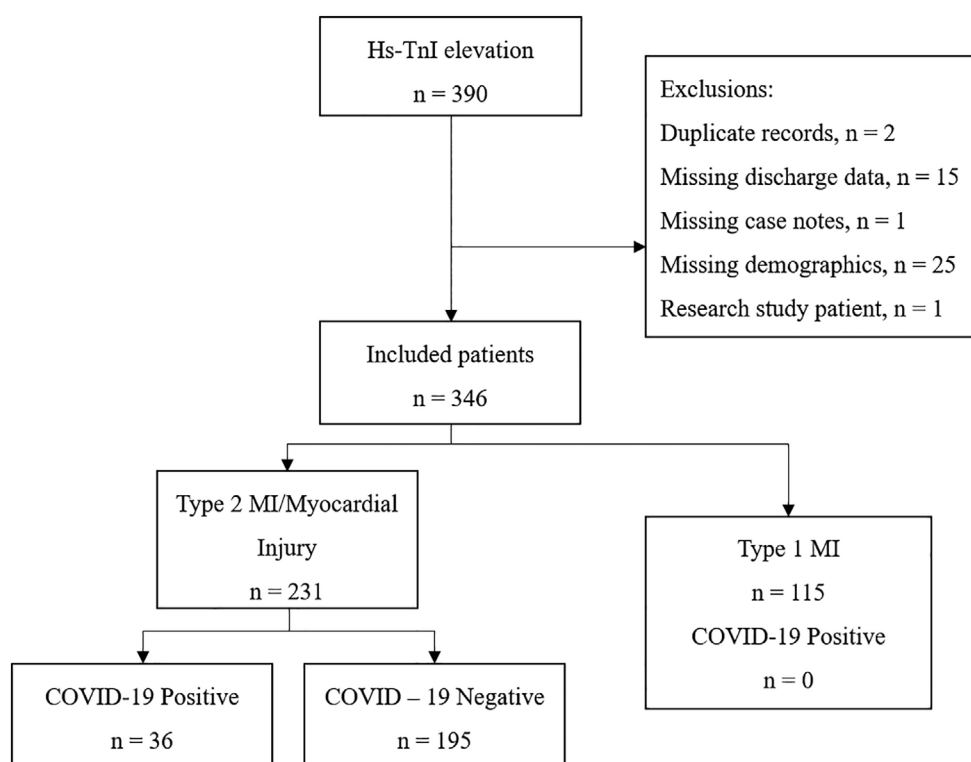 Hs-TnI elevation
n = 390
Exclusions:
Duplicate records, n = 2
Missing discharge data, n = 15
Missing case notes, n = 1
Missing demographics, n = 25
Research study patient, n = 1
Included patients
n = 346
Type 2 MI/Myocardial
Injury
n = 231
Type 1 MI
n = 115
COVID-19 Positive
n = 0
COVID-19 Positive
n = 36
COVID – 19 Negative
n = 195